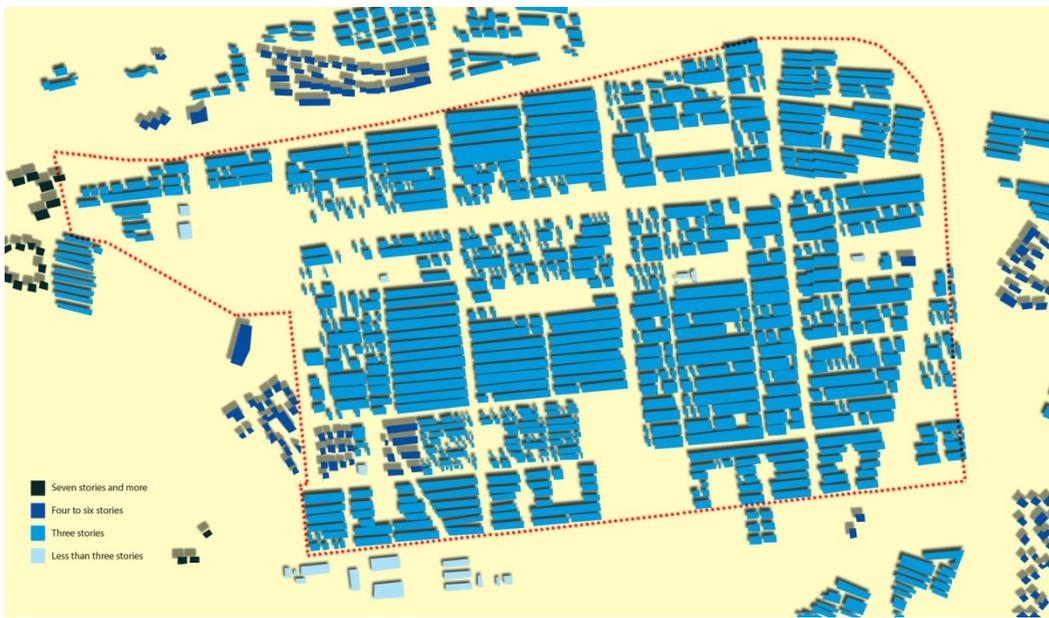 Seven stories and more
Four to six stories
Three stories
Less than three stories